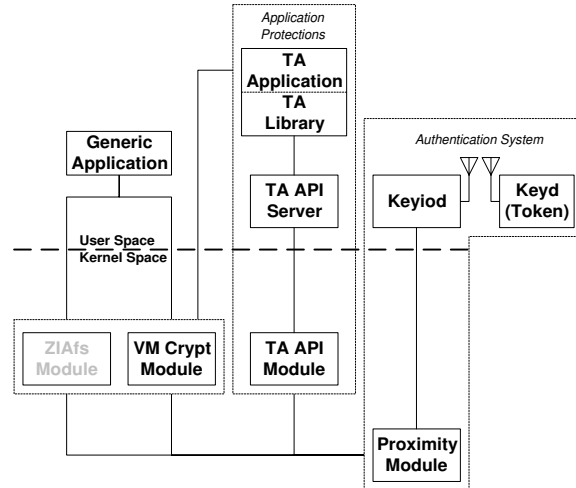 Application
Protections
TA
Application
TA
Library
Generic
Application
Authentication System
TA API
Server
Keyiod
Keyd
(Token)
User Space
Kernel Space
ZIAfs
Module
VM Crypt
Module
TA API
Module
Proximity
Module